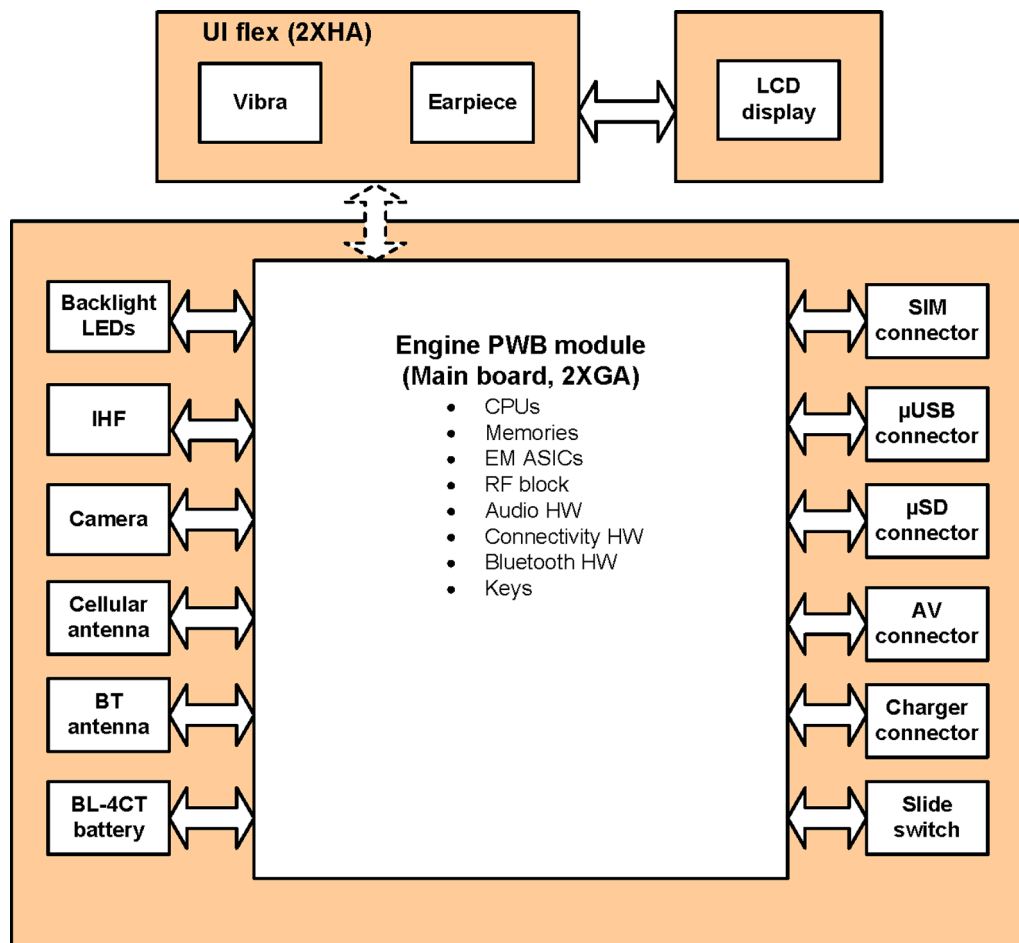 UI flex (2XHA)
Vibra
Earpiece
LCD
display
Backlight
LEDs
IHF
Camera
Cellular
antenna
BT
antenna
BL-4CT
battery
Engine PWB module
(Main board, 2XGA)
• CPUs
• Memories
• EM ASICs
• RF block
• Audio HW
• Connectivity HW
• Bluetooth HW
• Keys
SIM
connector
µUSB
connector
µSD
connector
AV
connector
Charger
connector
Slide
switch